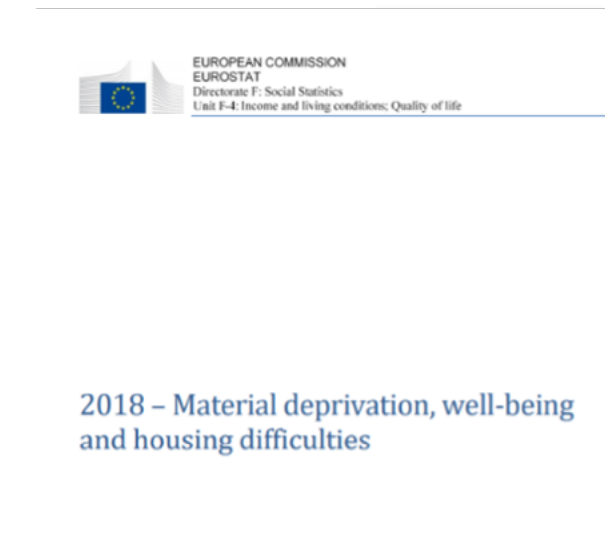 EUROPEAN COMMISSION
EUROSTAT
Directorate F: Social Statistics
Unit F-4: Income and living conditions; Quality of life
2018 – Material deprivation, well-being
and housing difficulties